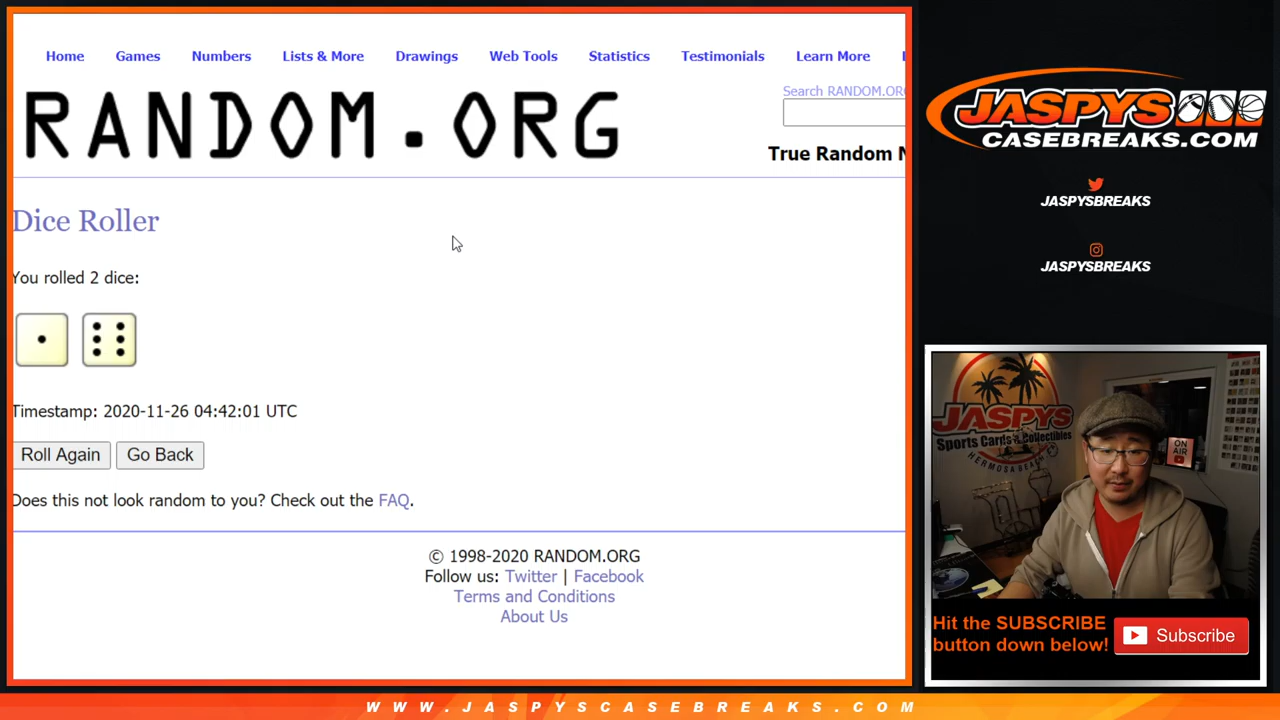 Home Games Numbers Lists & More Drawings Web Tools Statistics Testimonials Learn More
RANDOM.ORG
Search RANDOM.ORG
True Random N
Dice Roller
You rolled 2 dice:
Timestamp: 2020-11-26 04:42:01 UTC
Roll Again Go Back
Does this not look random to you? Check out the FAQ.
© 1998-2020 RANDOM.ORG
Follow us: Twitter | Facebook
Terms and Conditions
About Us
JASPYS
CASEBREAKS.COM
JASPYSBREAKS
JASPYSBREAKS
JASPYS
Sports Cards & Collectibles
HERMOSA BEACH
ON AIR
Hit the SUBSCRIBE
button down below!
Subscribe
WWW.JASPYSCASEBREAKS.COM